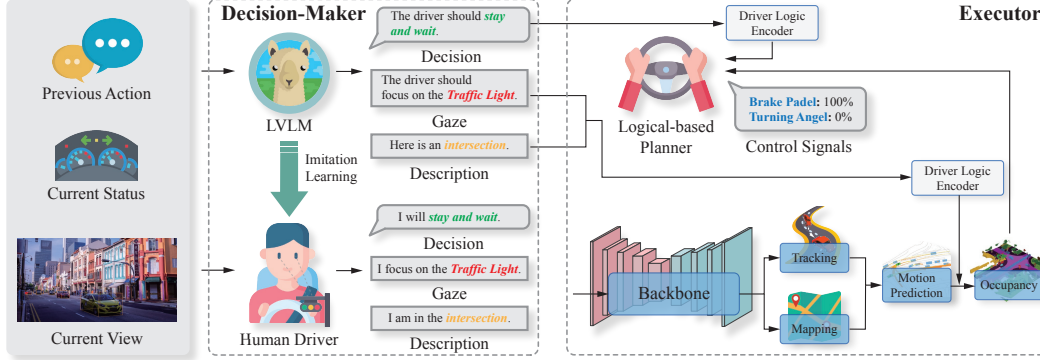 Previous Action
Current Status
Current View
Decision-Maker
LVLM
Imitation
Learning
Human Driver
The driver should stay
and wait.
Decision
The driver should
focus on the Traffic Light.
Gaze
Here is an intersection.
Description
I will stay and wait.
Decision
I focus on the Traffic Light.
Gaze
I am in the intersection.
Description
Executor
Driver Logic
Encoder
Logical-based
Planner
Brake Padel: 100%
Turning Angel: 0%
Control Signals
Driver Logic
Encoder
Backbone
Tracking
Mapping
Motion
Prediction
Occupancy